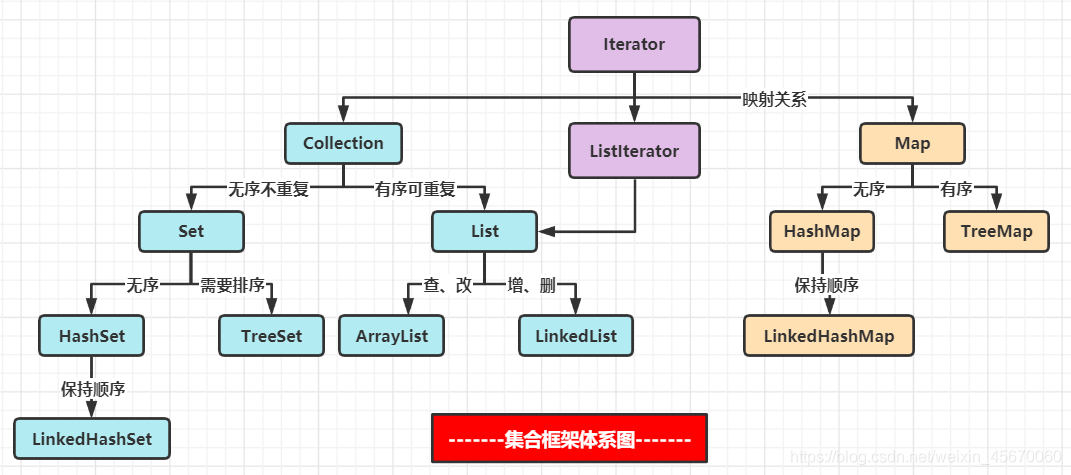 Iterator
映射关系
Collection
ListIterator
Map
无序不重复
有序可重复
无序
有序
Set
List
HashMap
TreeMap
无序
需要排序
查、改
增、删
保持顺序
HashSet
TreeSet
ArrayList
LinkedList
LinkedHashMap
保持顺序
LinkedHashSet
-------集合框架体系图-------
https://blog.csdn.net/weixin_45670060